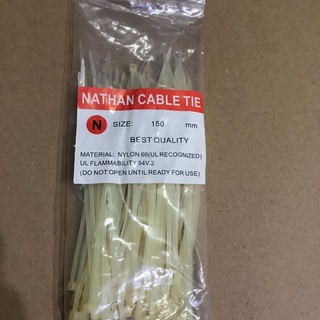 NATHAN CABLE TIE
N SIZE: 150 mm
BEST QUALITY
MATERIAL: NYLON 66(UL RECOGNIZED)
UL FLAMMABILITY 94V.2
(DO NOT OPEN UNTIL READY FOR USE)